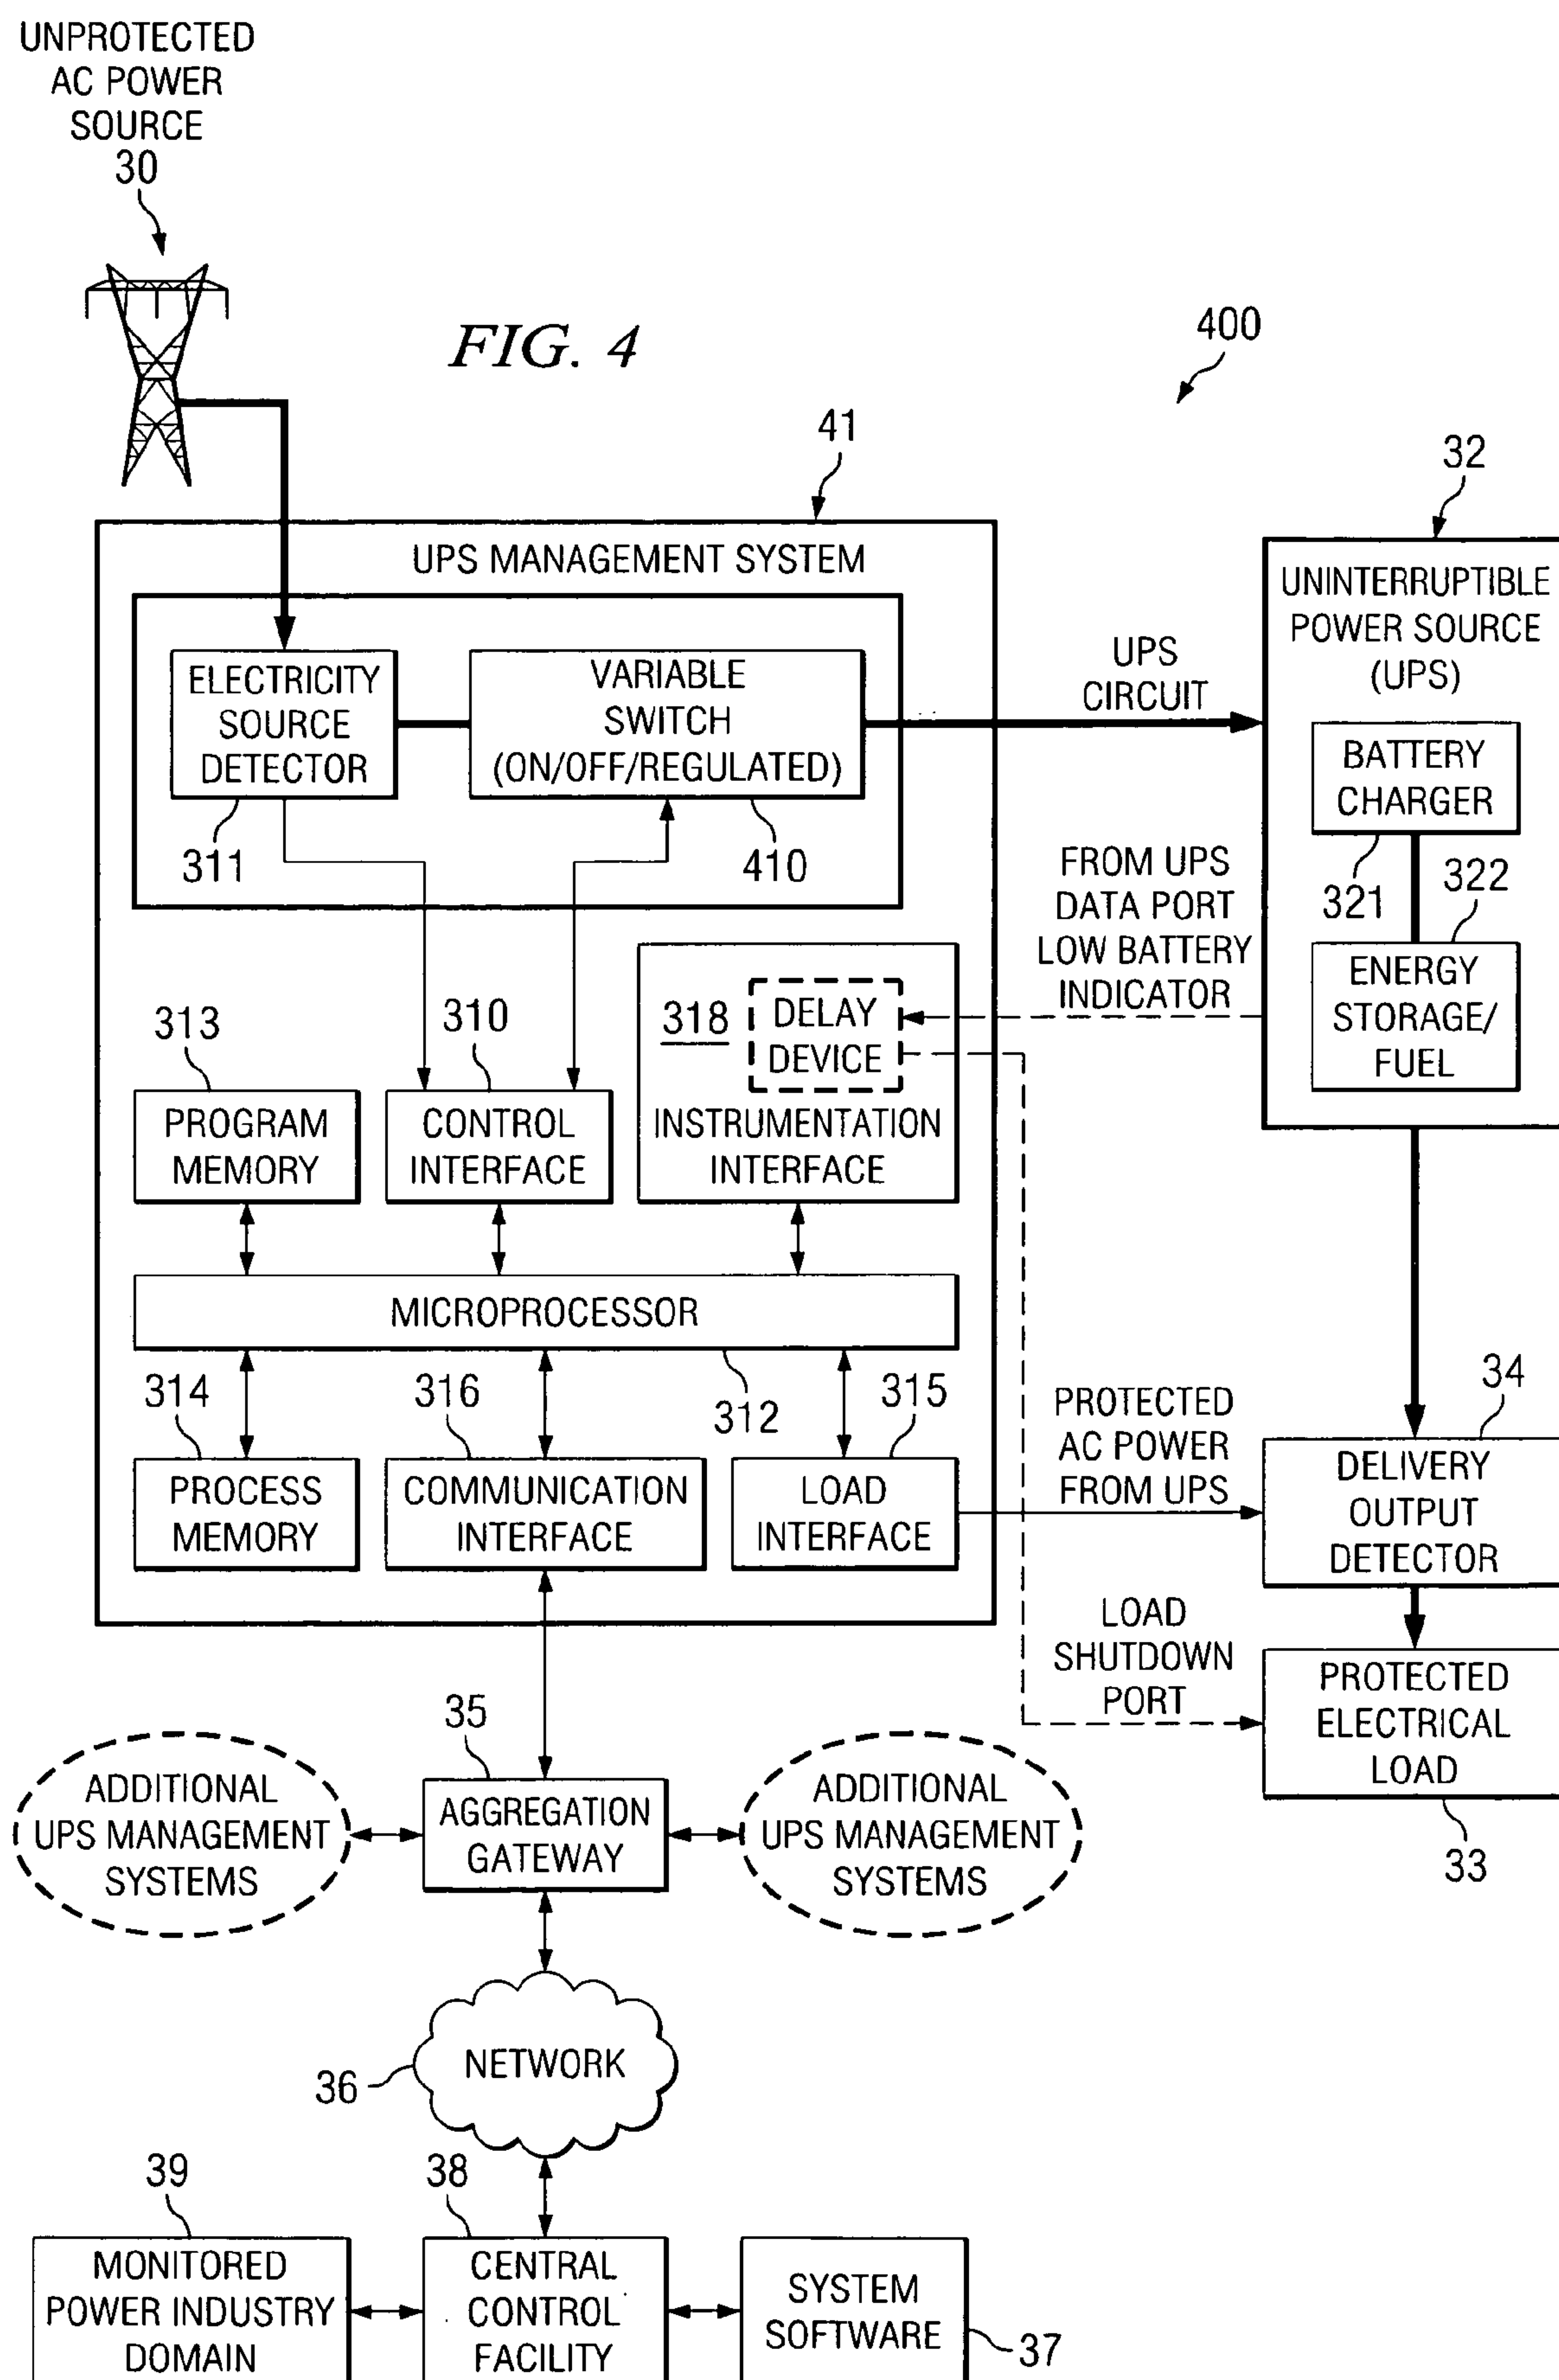 UNPROTECTED
AC POWER
SOURCE
30
FIG. 4
400
41
32
UPS MANAGEMENT SYSTEM
ELECTRICITY
SOURCE
DETECTOR
311
VARIABLE
SWITCH
(ON/OFF/REGULATED)
410
UPS
CIRCUIT
UNINTERRUPTIBLE
POWER SOURCE
(UPS)
BATTERY
CHARGER
321
322
ENERGY
STORAGE/
FUEL
FROM UPS
DATA PORT
LOW BATTERY
INDICATOR
318
DELAY
DEVICE
INSTRUMENTATION
INTERFACE
313
PROGRAM
MEMORY
310
CONTROL
INTERFACE
MICROPROCESSOR
312
314
PROCESS
MEMORY
316
COMMUNICATION
INTERFACE
315
LOAD
INTERFACE
PROTECTED
AC POWER
FROM UPS
34
DELIVERY
OUTPUT
DETECTOR
LOAD
SHUTDOWN
PORT
PROTECTED
ELECTRICAL
LOAD
33
35
ADDITIONAL
UPS MANAGEMENT
SYSTEMS
AGGREGATION
GATEWAY
ADDITIONAL
UPS MANAGEMENT
SYSTEMS
NETWORK
36
39
MONITORED
POWER INDUSTRY
DOMAIN
38
CENTRAL
CONTROL
FACILITY
SYSTEM
SOFTWARE
37